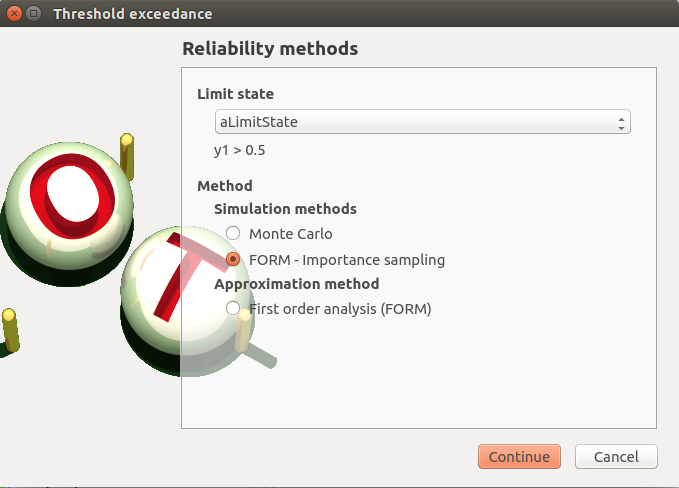 Threshold exceedance
Reliability methods
Limit state
aLimitState
y1 > 0.5
Method
Simulation methods
Monte Carlo
FORM - Importance sampling
Approximation method
First order analysis (FORM)
O
T
Continue
Cancel